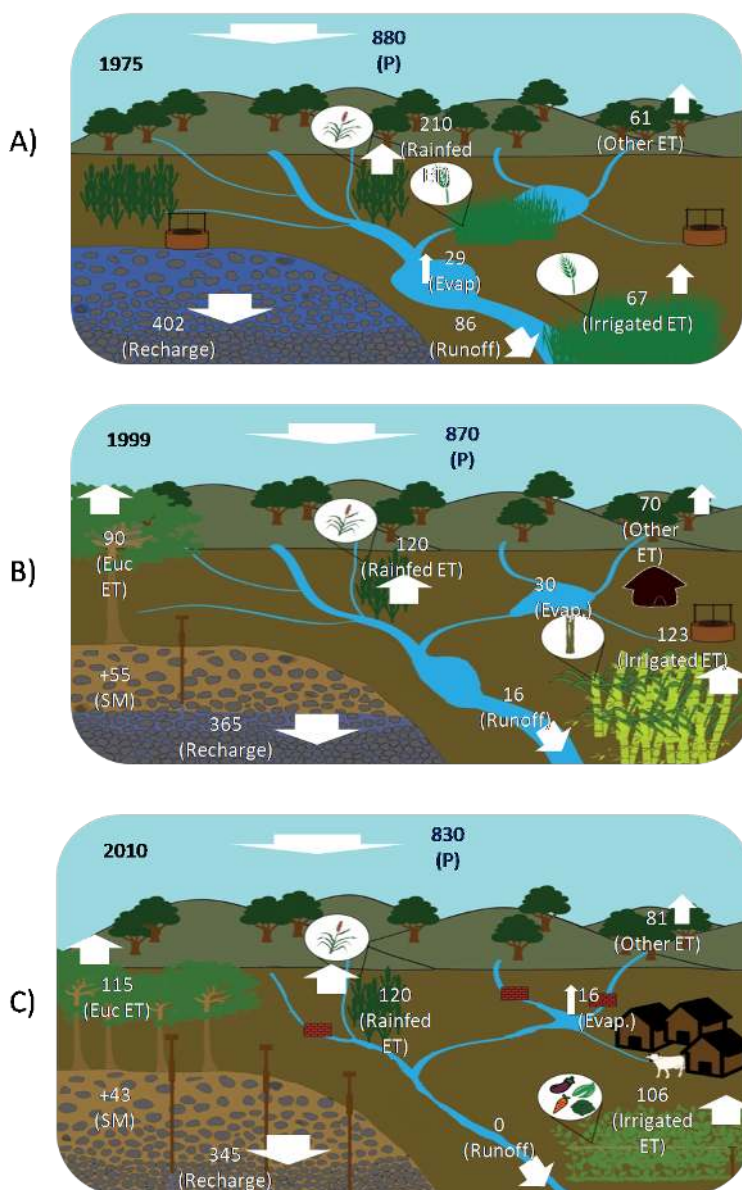 A)
1975
880
(P)
210
(Rainfed
61
(Other ET)
29
(Evap)
67
(Irrigated ET)
402
(Recharge)
86
(Runoff)
B)
1999
870
(P)
90
(Euc
ET)
120
(Rainfed ET)
70
(Other
ET)
30
(Evap.)
123
(Irrigated ET)
+55
(SM)
16
(Runoff)
365
(Recharge)
C)
2010
830
(P)
81
(Other ET)
115
(Euc ET)
120
(Rainfed
ET)
16
(Evap.)
+43
(SM)
106
(Irrigated
ET)
0
(Runoff)
345
(Recharge)